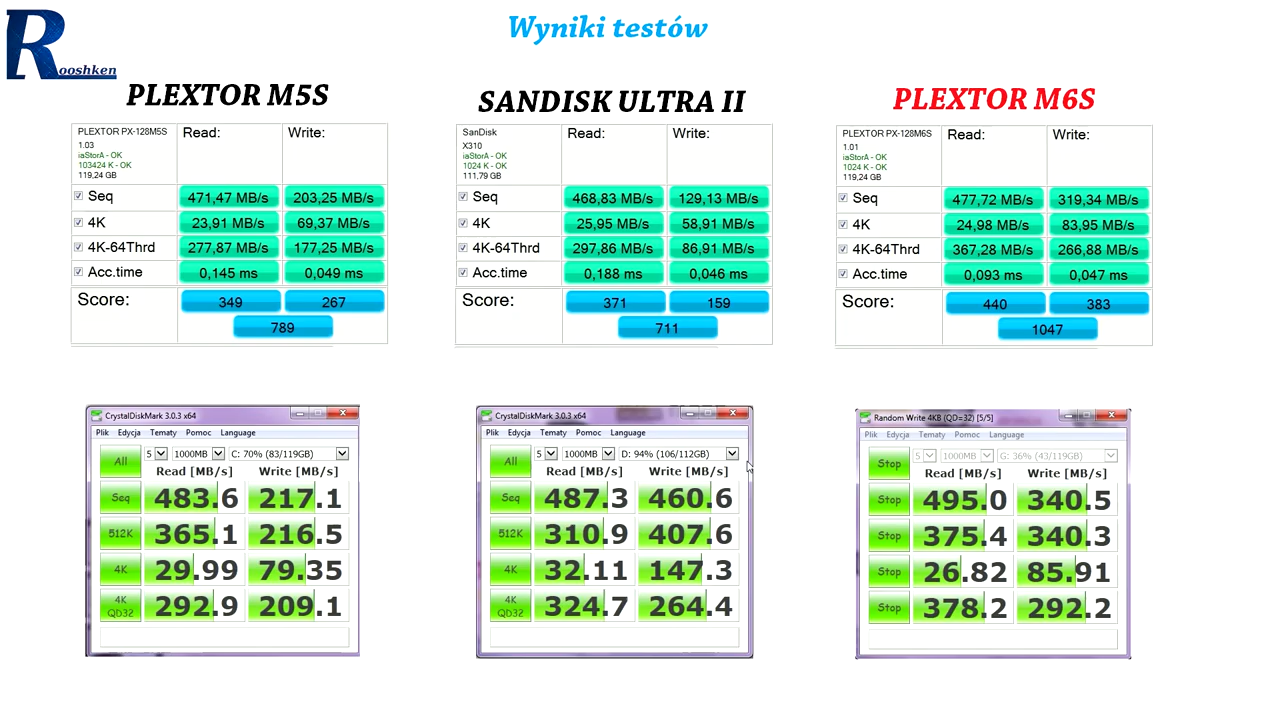 Rooshken
Wyniki testów
PLEXTOR M5S
PLEXTOR PX-128M5S
1.03
iaStorA - OK
103424 K - OK
119,24 GB
Read: Write:
Seq 471,47 MB/s 203,25 MB/s
4K 23,91 MB/s 69,37 MB/s
4K-64Thrd 277,87 MB/s 177,25 MB/s
Acc.time 0,145 ms 0,049 ms
Score: 349 267
789
SANDISK ULTRA II
SanDisk
X310
iaStorA - OK
1024 K - OK
111,79 GB
Read: Write:
Seq 468,83 MB/s 129,13 MB/s
4K 25,95 MB/s 58,91 MB/s
4K-64Thrd 297,86 MB/s 86,91 MB/s
Acc.time 0,188 ms 0,046 ms
Score: 371 159
711
PLEXTOR M6S
PLEXTOR PX-128M6S
1.01
iaStorA - OK
1024 K - OK
119,24 GB
Read: Write:
Seq 477,72 MB/s 319,34 MB/s
4K 24,98 MB/s 83,95 MB/s
4K-64Thrd 367,28 MB/s 266,88 MB/s
Acc.time 0,093 ms 0,047 ms
Score: 440 383
1047
CrystalDiskMark 3.0.3 x64
Plik Edycja Tematy Pomoc Language
All 5 1000MB C: 70% (83/119GB)
Read [MB/s] Write [MB/s]
Seq 483.6 217.1
512K 365.1 216.5
4K 29.99 79.35
4K QD32 292.9 209.1
CrystalDiskMark 3.0.3 x64
Plik Edycja Tematy Pomoc Language
All 5 1000MB D: 94% (106/112GB)
Read [MB/s] Write [MB/s]
Seq 487.3 460.6
512K 310.9 407.6
4K 32.11 147.3
4K QD32 324.7 264.4
Random Write 4KB (QD=32) [5/5]
Plik Edycja Tematy Pomoc Language
Stop 5 1000MB G: 36% (43/119GB)
Read [MB/s] Write [MB/s]
Stop 495.0 340.5
Stop 375.4 340.3
Stop 26.82 85.91
Stop 378.2 292.2